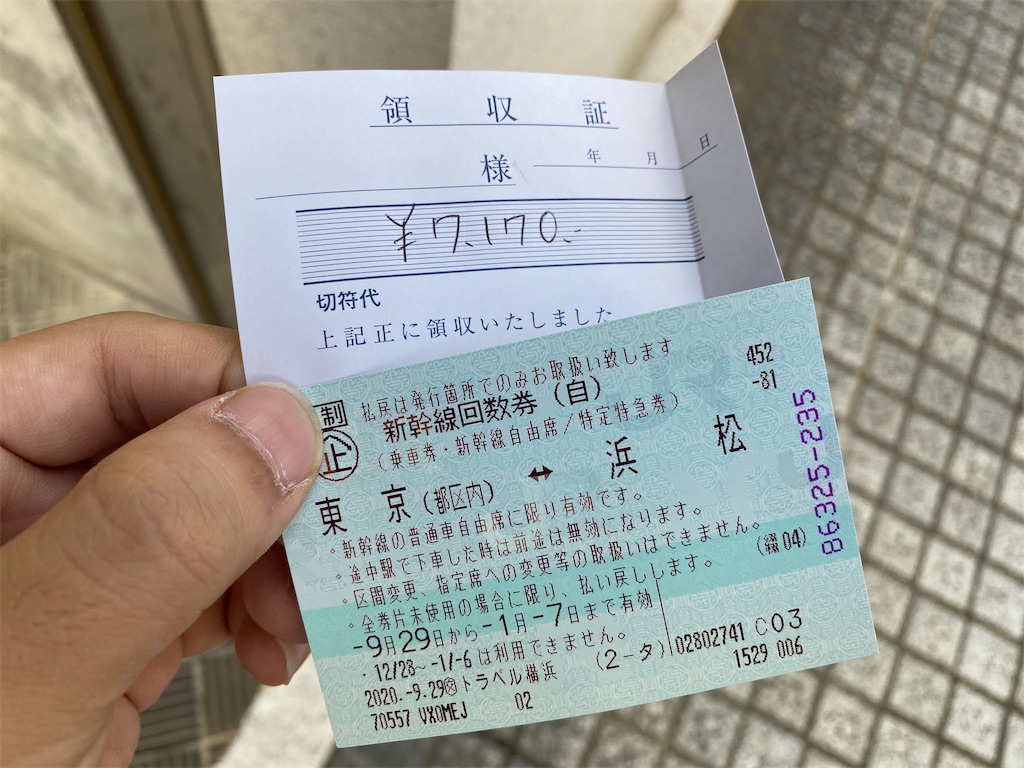 領収証
年 月 日
様
¥7,170.-
切符代
上記正に領収いたしました
払戻は発行箇所でのみお取扱い致します
452
-81
制
企
新幹線回数券（自）
（乗車券・新幹線自由席／特定特急券）
東京（都区内）↔浜松
・新幹線の普通車自由席に限り有効です。
・途中駅で下車した時は前途は無効になります。
・区間変更、指定席への変更等の取扱いはできません。
・全券片未使用の場合に限り、払い戻しします。
（綴04）
86325-235
-9月29日から-1月-7日まで有効
・12/28～-1/-6は利用できません。
2020.-9.29 トラベル横浜 （2-タ）
02802741 C03
70557 VXOMEJ 02
1529 006